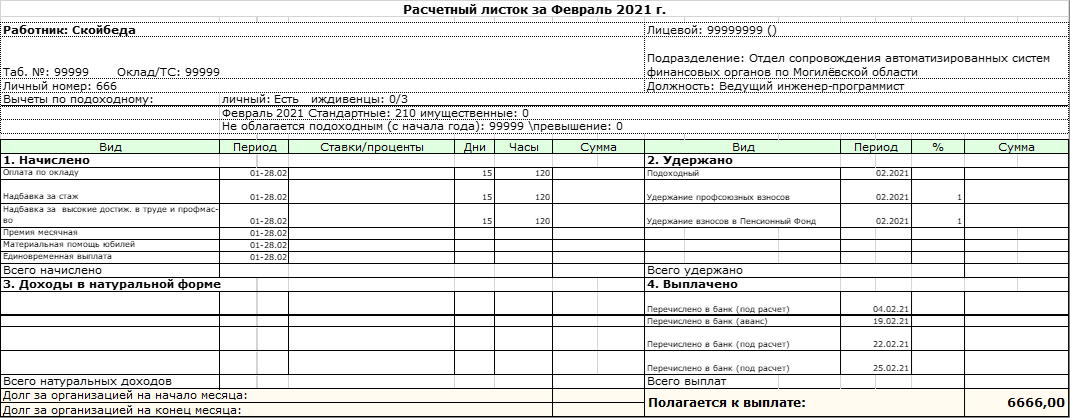 Расчетный листок за Февраль 2021 г.
Работник: Скойбеда Лицевой: 99999999 ()
Подразделение: Отдел сопровождения автоматизированных систем
Таб. №: 99999 Оклад/ТС: 99999 финансовых органов по Могилёвской области
Личный номер: 666 Должность: Ведущий инженер-программист
Вычеты по подоходному: личный: Есть иждивенцы: 0/3
Февраль 2021 Стандартные: 210 имущественные: 0
Не облагается подоходным (с начала года): 99999 \превышение: 0
Вид Период Ставки/проценты Дни Часы Сумма Вид Период % Сумма
1. Начислено 2. Удержано
Оплата по окладу 01-28.02 15 120 Подоходный 02.2021
Надбавка за стаж 01-28.02 15 120 Удержание профсоюзных взносов 02.2021 1
Надбавка за высокие достиж. в труде и профмас-
во 01-28.02 15 120 Удержание взносов в Пенсионный Фонд 02.2021 1
Премия месячная 01-28.02
Материальная помощь юбилей 01-28.02
Единовременная выплата 01-28.02
Всего начислено Всего удержано
3. Доходы в натуральной форме 4. Выплачено
Перечислено в банк (под расчет) 04.02.21
Перечислено в банк (аванс) 19.02.21
Перечислено в банк (под расчет) 22.02.21
Перечислено в банк (под расчет) 25.02.21
Всего натуральных доходов Всего выплат
Долг за организацией на начало месяца:
Полагается к выплате: 6666,00
Долг за организацией на конец месяца: